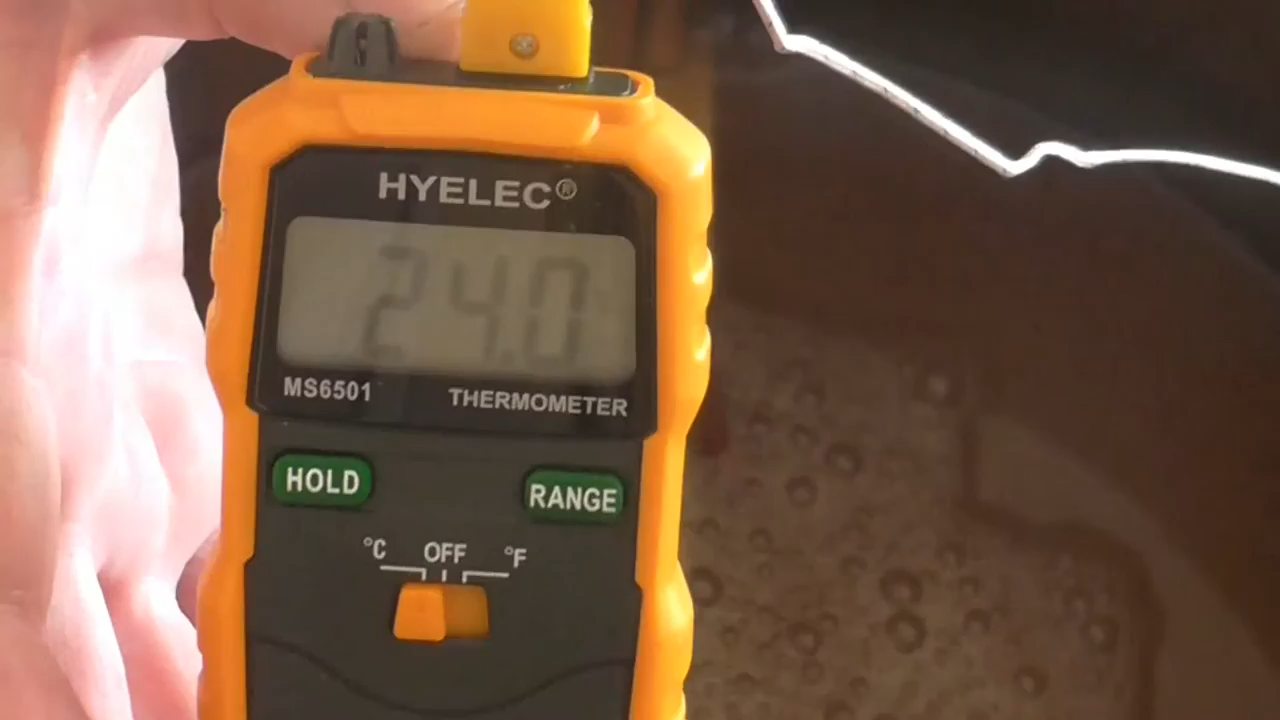 HYELEC®
24.0
MS6501 THERMOMETER
HOLD RANGE
°C OFF °F